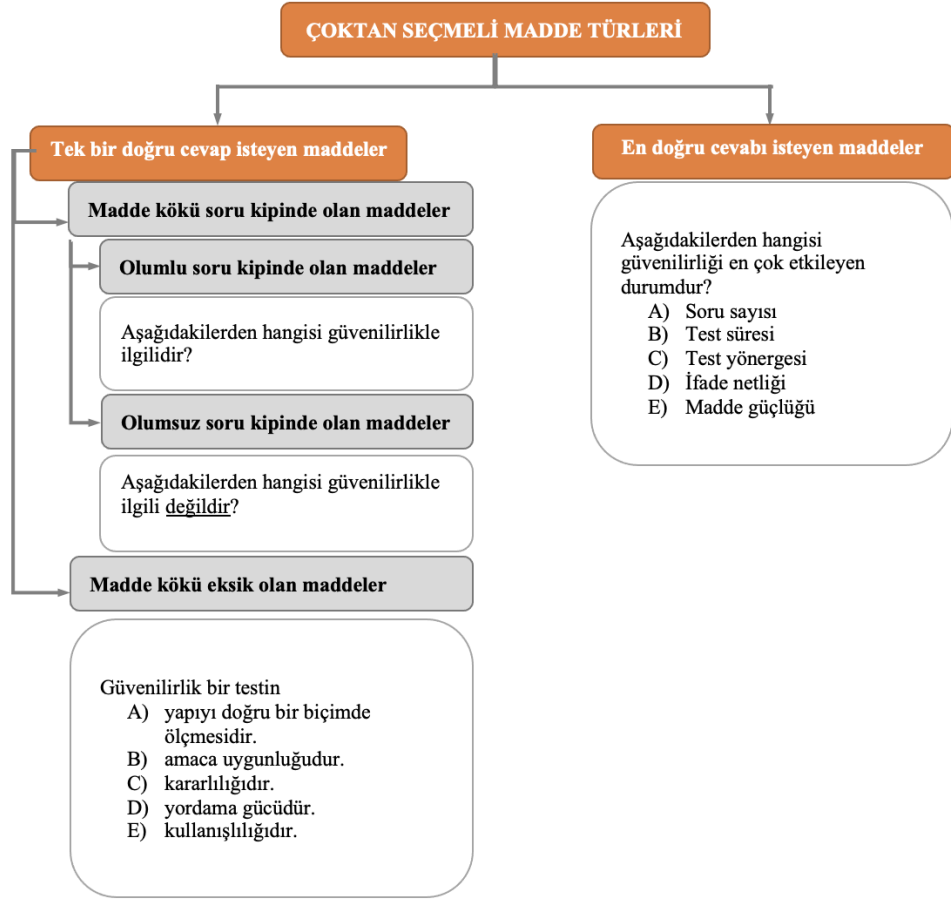 ÇOKTAN SEÇMELİ MADDE TÜRLERİ
Tek bir doğru cevap isteyen maddeler
Madde kökü soru kipinde olan maddeler
Olumlu soru kipinde olan maddeler
Aşağıdakilerden hangisi güvenilirlikle
ilgilidir?
Olumsuz soru kipinde olan maddeler
Aşağıdakilerden hangisi güvenilirlikle
ilgili değildir?
Madde kökü eksik olan maddeler
Güvenilirlik bir testin
A) yapıyı doğru bir biçimde
ölçmesidir.
B) amaca uygunluğudur.
C) kararlılığıdır.
D) yordama gücüdür.
E) kullanışlılığıdır.
En doğru cevabı isteyen maddeler
Aşağıdakilerden hangisi
güvenilirliği en çok etkileyen
durumdur?
A) Soru sayısı
B) Test süresi
C) Test yönergesi
D) İfade netliği
E) Madde güçlüğü